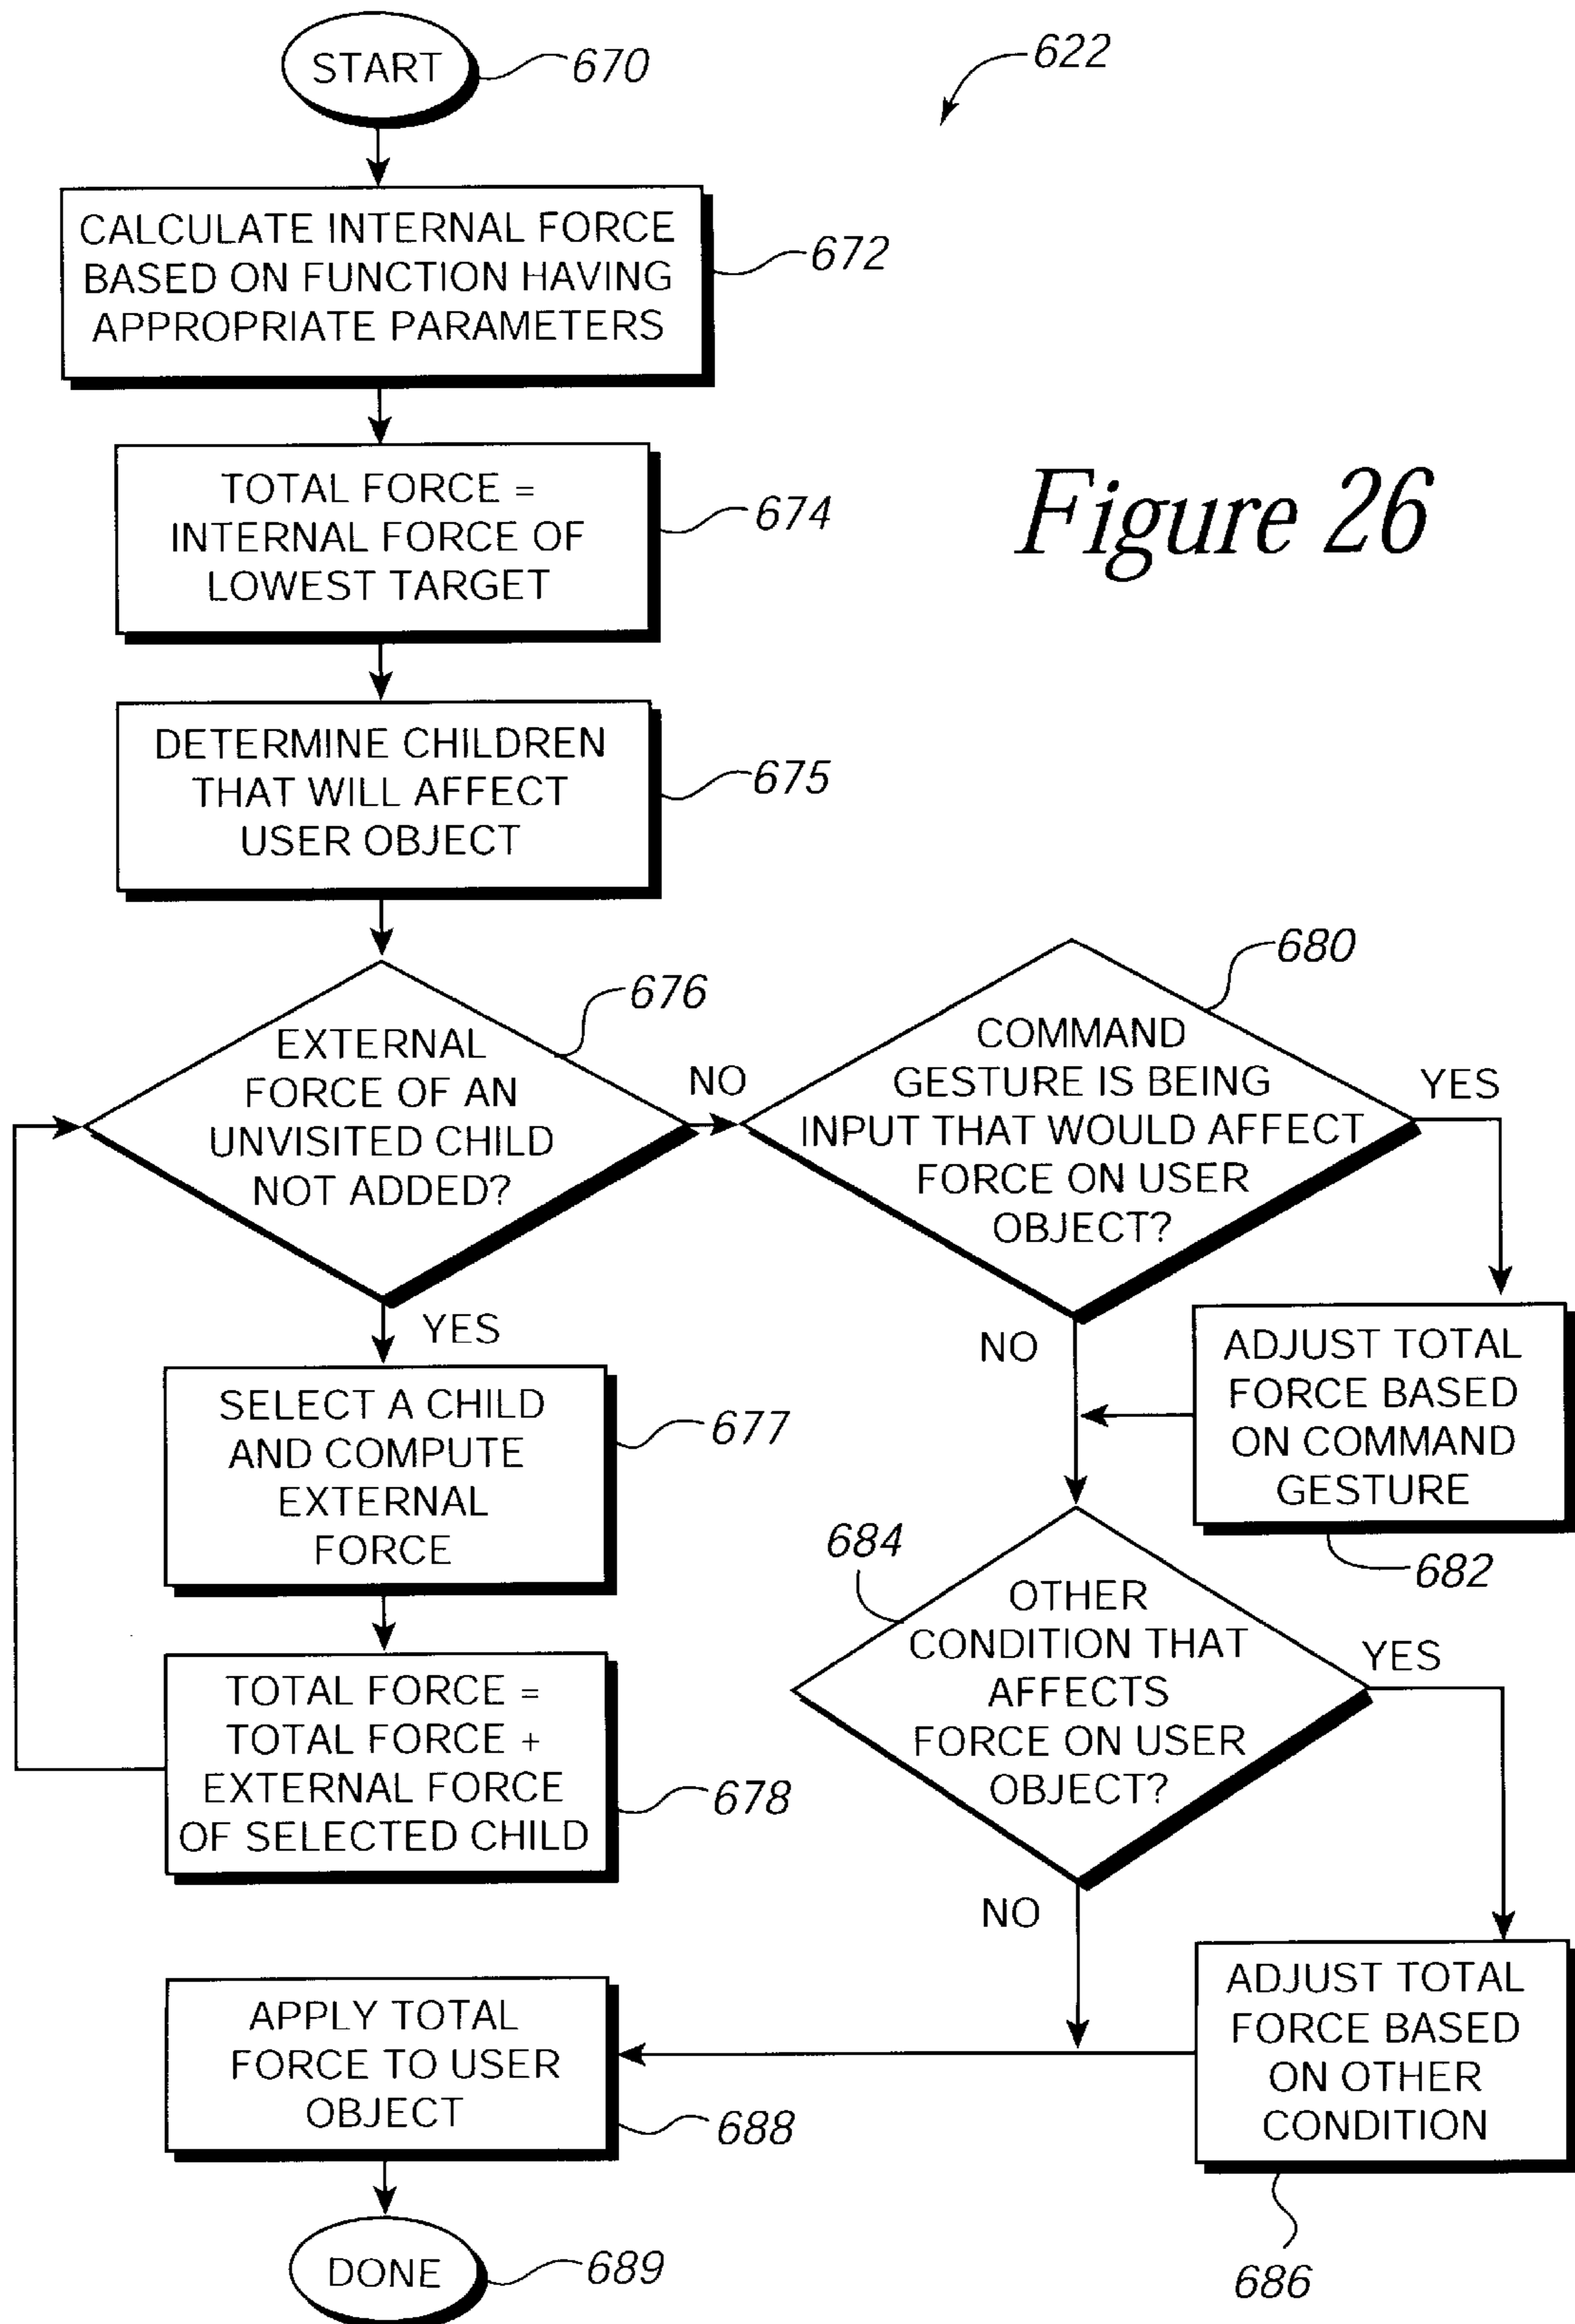 START
670
622
CALCULATE INTERNAL FORCE
BASED ON FUNCTION HAVING
APPROPRIATE PARAMETERS
672
TOTAL FORCE =
INTERNAL FORCE OF
LOWEST TARGET
674
Figure 26
DETERMINE CHILDREN
THAT WILL AFFECT
USER OBJECT
675
EXTERNAL
FORCE OF AN
UNVISITED CHILD
NOT ADDED?
676
NO
YES
COMMAND
GESTURE IS BEING
INPUT THAT WOULD AFFECT
FORCE ON USER
OBJECT?
680
YES
NO
SELECT A CHILD
AND COMPUTE
EXTERNAL
FORCE
677
ADJUST TOTAL
FORCE BASED
ON COMMAND
GESTURE
682
TOTAL FORCE =
TOTAL FORCE +
EXTERNAL FORCE
OF SELECTED CHILD
678
684
OTHER
CONDITION THAT
AFFECTS
FORCE ON USER
OBJECT?
YES
NO
ADJUST TOTAL
FORCE BASED
ON OTHER
CONDITION
686
APPLY TOTAL
FORCE TO USER
OBJECT
688
DONE
689